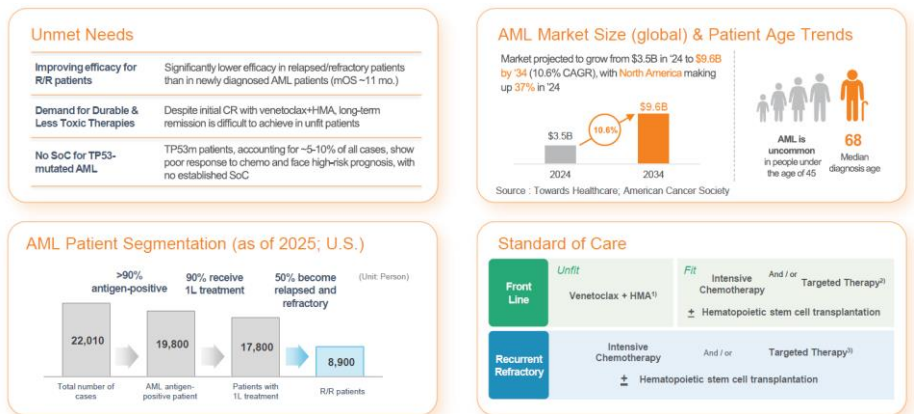 Unmet Needs
Improving efficacy for
R/R patients
Significantly lower efficacy in relapsed/refractory patients
than in newly diagnosed AML patients (mOS ~11 mo.)
Demand for Durable &
Less Toxic Therapies
Despite initial CR with venetoclax+HMA, long-term
remission is difficult to achieve in unfit patients
No SoC for TP53-
mutated AML
TP53m patients, accounting for ~5-10% of all cases, show
poor response to chemo and face high-risk prognosis, with
no established SoC
AML Market Size (global) & Patient Age Trends
Market projected to grow from $3.5B in '24 to $9.6B
by '34 (10.6% CAGR), with North America making
up 37% in '24
$3.5B
10.6%
$9.6B
2024
2034
AML is
uncommon
in people under
the age of 45
68
Median
diagnosis age
Source : Towards Healthcare; American Cancer Society
AML Patient Segmentation (as of 2025; U.S.)
(Unit: Person)
>90%
antigen-positive
90% receive
1L treatment
50% become
relapsed and
refractory
22,010
19,800
17,800
8,900
Total number of
cases
AML antigen-
positive patient
Patients with
1L treatment
R/R patients
Standard of Care
Front
Line
Unfit
Venetoclax + HMA1)
Fit
Intensive
Chemotherapy
And / or
Targeted Therapy2)
± Hematopoietic stem cell transplantation
Recurrent
Refractory
Intensive
Chemotherapy
And / or
Targeted Therapy3)
± Hematopoietic stem cell transplantation